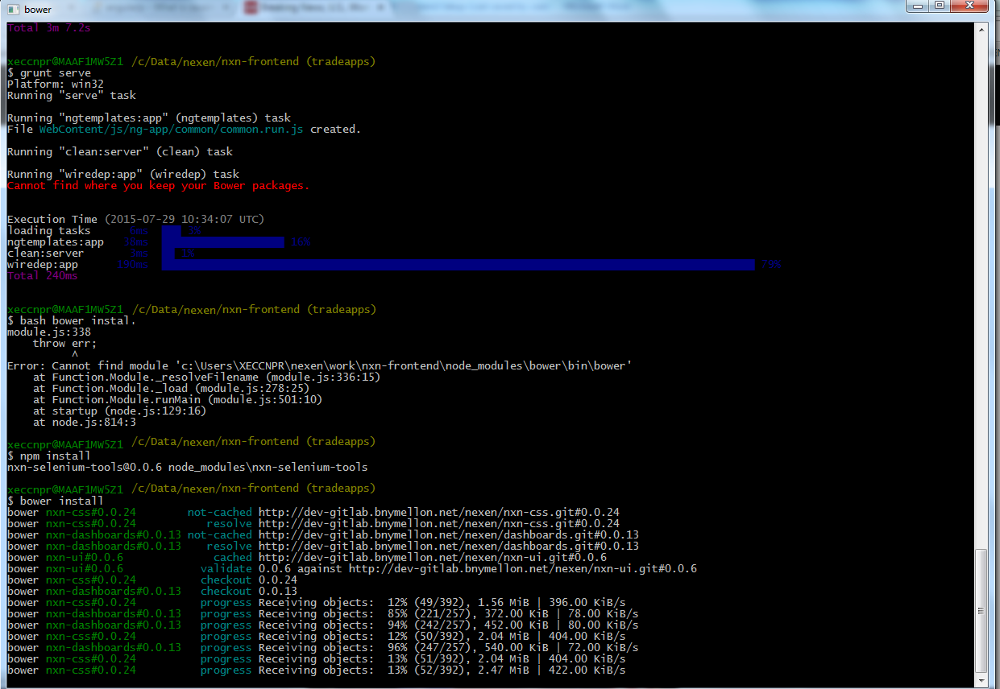 bower
Total 3m 7.2s
xeccnpr@MAAF1MW5Z1 /c/Data/nexen/nxn-frontend (tradeapps)
$ grunt serve
Platform: win32
Running "serve" task
Running "ngtemplates:app" (ngtemplates) task
File WebContent/js/ng-app/common/common.run.js created.
Running "clean:server" (clean) task
Running "wiredep:app" (wiredep) task
Cannot find where you keep your Bower packages.
Execution Time (2015-07-29 10:34:07 UTC)
loading tasks 6ms 3%
ngtemplates:app 38ms 16%
clean:server 3ms 1%
wiredep:app 190ms 79%
Total 240ms
xeccnpr@MAAF1MW5Z1 /c/Data/nexen/nxn-frontend (tradeapps)
$ bash bower instal.
module.js:338
throw err;
^
Error: Cannot find module 'c:\Users\XECCNPR\nexen\work\nxn-frontend\node_modules\bower\bin\bower'
at Function.Module._resolveFilename (module.js:336:15)
at Function.Module._load (module.js:278:25)
at Function.Module.runMain (module.js:501:10)
at startup (node.js:129:16)
at node.js:814:3
xeccnpr@MAAF1MW5Z1 /c/Data/nexen/nxn-frontend (tradeapps)
$ npm install
nxn-selenium-tools@0.0.6 node_modules\nxn-selenium-tools
xeccnpr@MAAF1MW5Z1 /c/Data/nexen/nxn-frontend (tradeapps)
$ bower install
bower nxn-css#0.0.24 not-cached http://dev-gitlab.bnymellon.net/nexen/nxn-css.git#0.0.24
bower nxn-css#0.0.24 resolve http://dev-gitlab.bnymellon.net/nexen/nxn-css.git#0.0.24
bower nxn-dashboards#0.0.13 not-cached http://dev-gitlab.bnymellon.net/nexen/dashboards.git#0.0.13
bower nxn-dashboards#0.0.13 resolve http://dev-gitlab.bnymellon.net/nexen/dashboards.git#0.0.13
bower nxn-ui#0.0.6 cached http://dev-gitlab.bnymellon.net/nexen/nxn-ui.git#0.0.6
bower nxn-ui#0.0.6 validate 0.0.6 against http://dev-gitlab.bnymellon.net/nexen/nxn-ui.git#0.0.6
bower nxn-css#0.0.24 checkout 0.0.24
bower nxn-dashboards#0.0.13 checkout 0.0.13
bower nxn-css#0.0.24 progress Receiving objects: 12% (49/392), 1.56 MiB | 396.00 KiB/s
bower nxn-dashboards#0.0.13 progress Receiving objects: 85% (221/257), 372.00 KiB | 78.00 KiB/s
bower nxn-dashboards#0.0.13 progress Receiving objects: 94% (242/257), 452.00 KiB | 80.00 KiB/s
bower nxn-css#0.0.24 progress Receiving objects: 12% (50/392), 2.04 MiB | 404.00 KiB/s
bower nxn-dashboards#0.0.13 progress Receiving objects: 96% (247/257), 540.00 KiB | 72.00 KiB/s
bower nxn-css#0.0.24 progress Receiving objects: 13% (51/392), 2.04 MiB | 404.00 KiB/s
bower nxn-css#0.0.24 progress Receiving objects: 13% (52/392), 2.47 MiB | 422.00 KiB/s